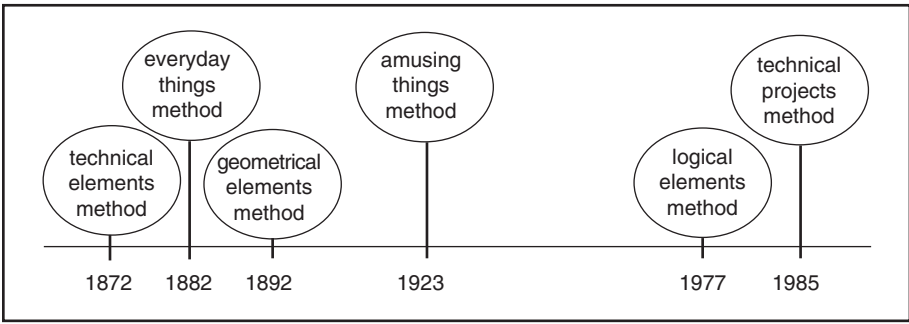 everyday
things
method
amusing
things
method
technical
projects
method
technical
elements
method
geometrical
elements
method
logical
elements
method
1872 1882 1892 1923 1977 1985